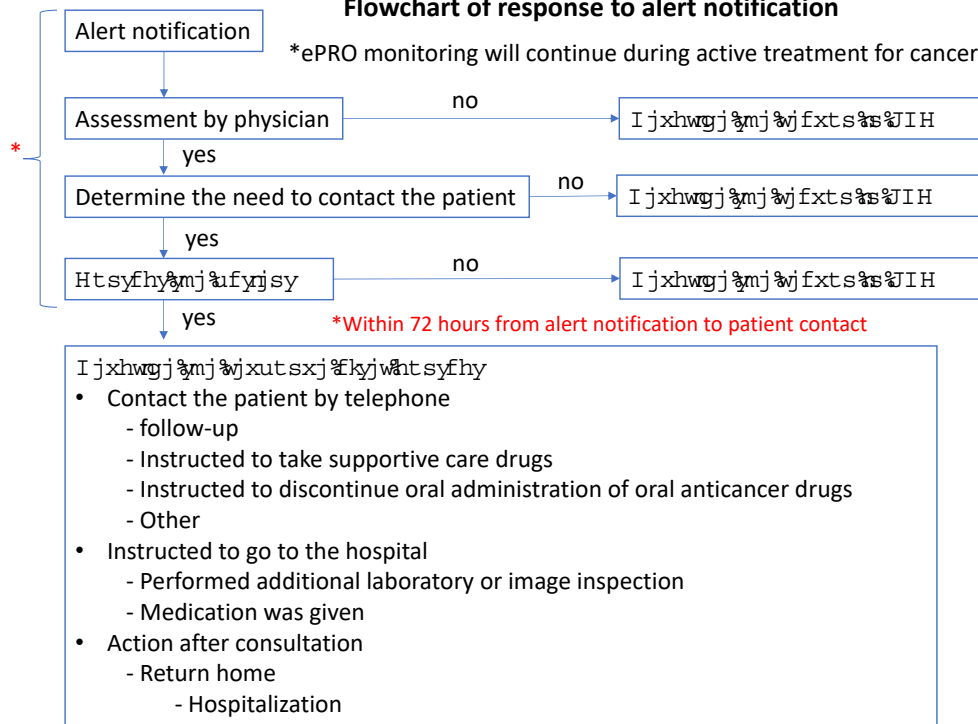 Flowchart of response to alert notification
Alert notification
*ePRO monitoring will continue during active treatment for cancer
no
Assessment by physician
Ijxhwngj%ymj%wjfxts%ns%JIH
*
yes
no
Determine the need to contact the patient
Ijxhwngj%ymj%wjfxts%ns%JIH
yes
no
Htsyfhy%ymj%ufynjsy
Ijxhwngj%ymj%wjfxts%ns%JIH
yes
*Within 72 hours from alert notification to patient contact
Ijxhwngj%ymj%wjxutsxj%fkyjw%htsyfhy
• Contact the patient by telephone
- follow-up
- Instructed to take supportive care drugs
- Instructed to discontinue oral administration of oral anticancer drugs
- Other
• Instructed to go to the hospital
- Performed additional laboratory or image inspection
- Medication was given
• Action after consultation
- Return home
- Hospitalization